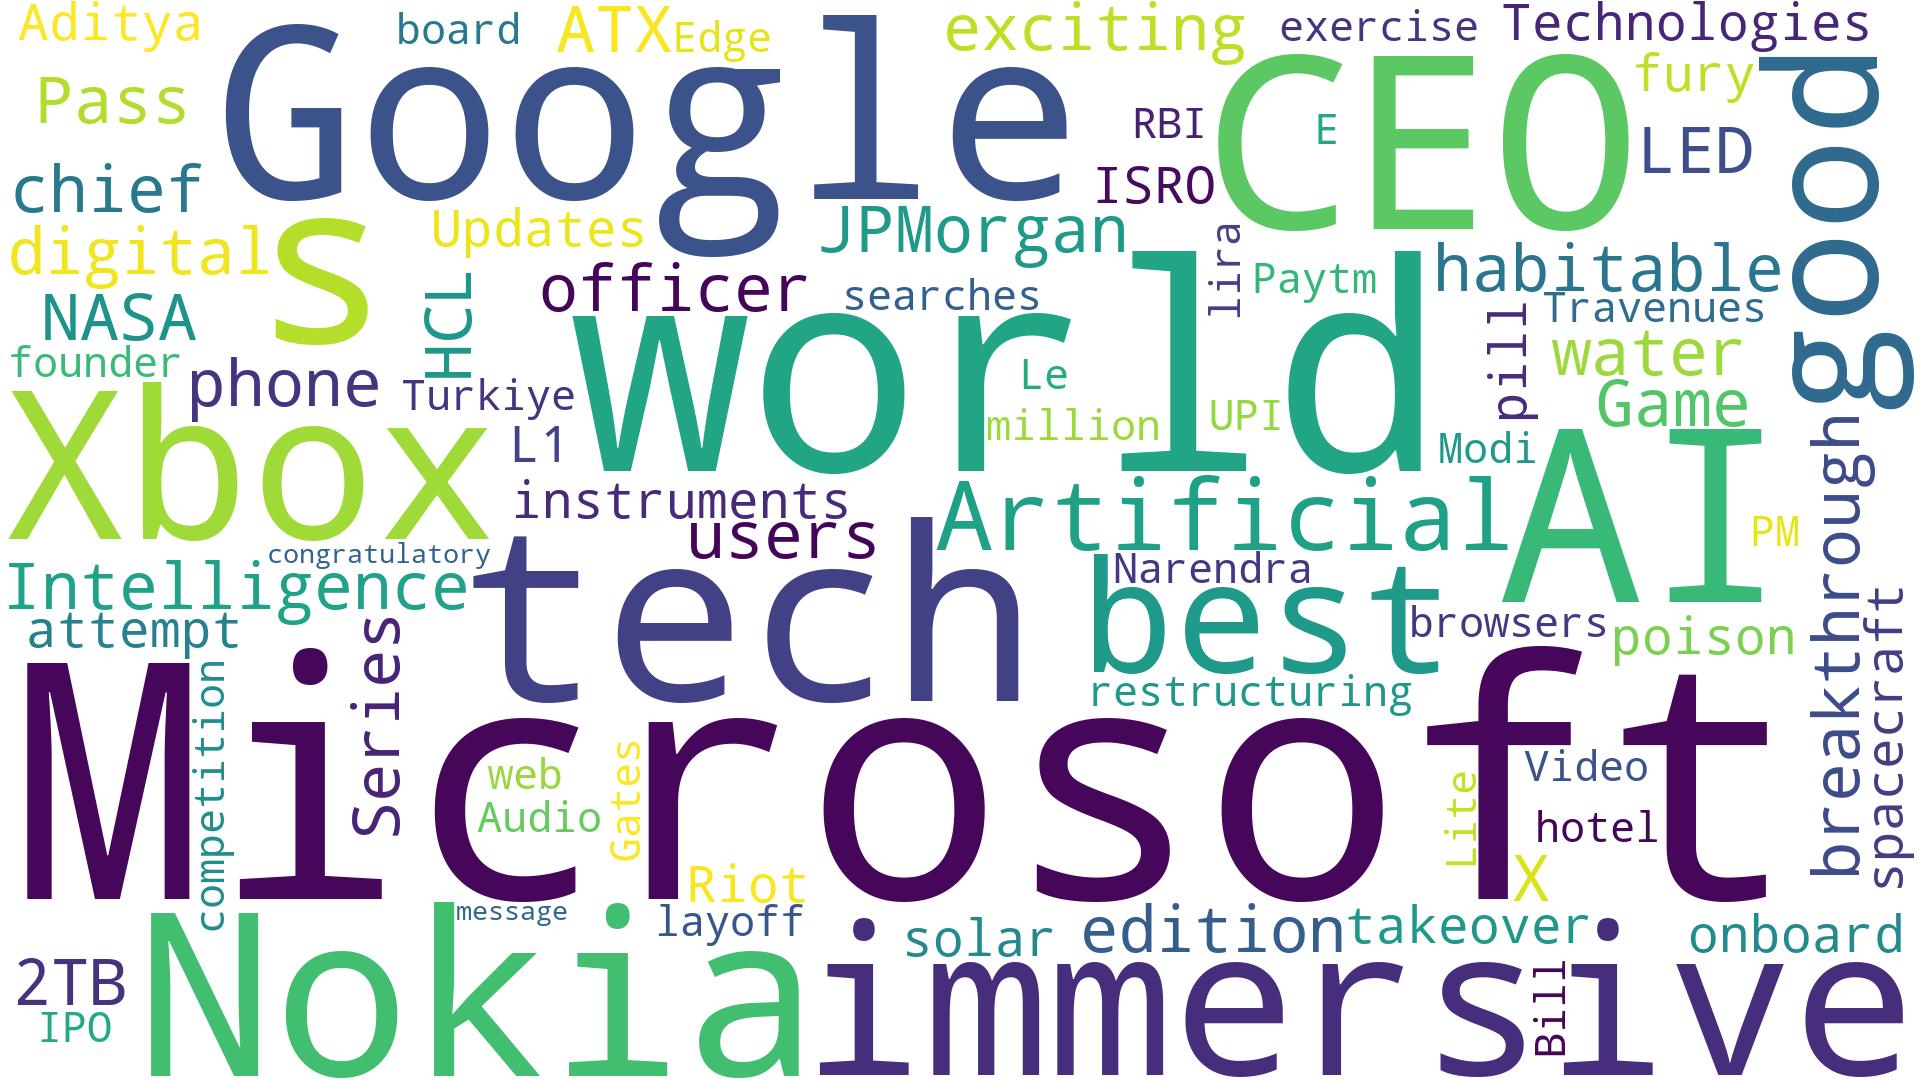 Aditya
board
ATX
Edge
exciting
exercise
Technologies
Pass
Google
CEO
fury
good
RBI
E
LED
chief
ISRO
digital
s
Updates
JPMorgan
lira
Paytm
habitable
NASA
HCL
officer
searches
world
pill
Travenues
founder
phone
Turkiye
Le
water
Xbox
L1
million
UPI
Game
Modi
AI
breakthrough
instruments
users
Artificial
PM
congratulatory
Intelligence
tech
Narendra
best
browsers
poison
spacecraft
attempt
Series
restructuring
Microsoft
competition
web
Audio
Gates
Lite
Video
hotel
Riot
X
message
layoff
solar
edition
takeover
onboard
2TB
IPO
Nokia
immersive
Bill